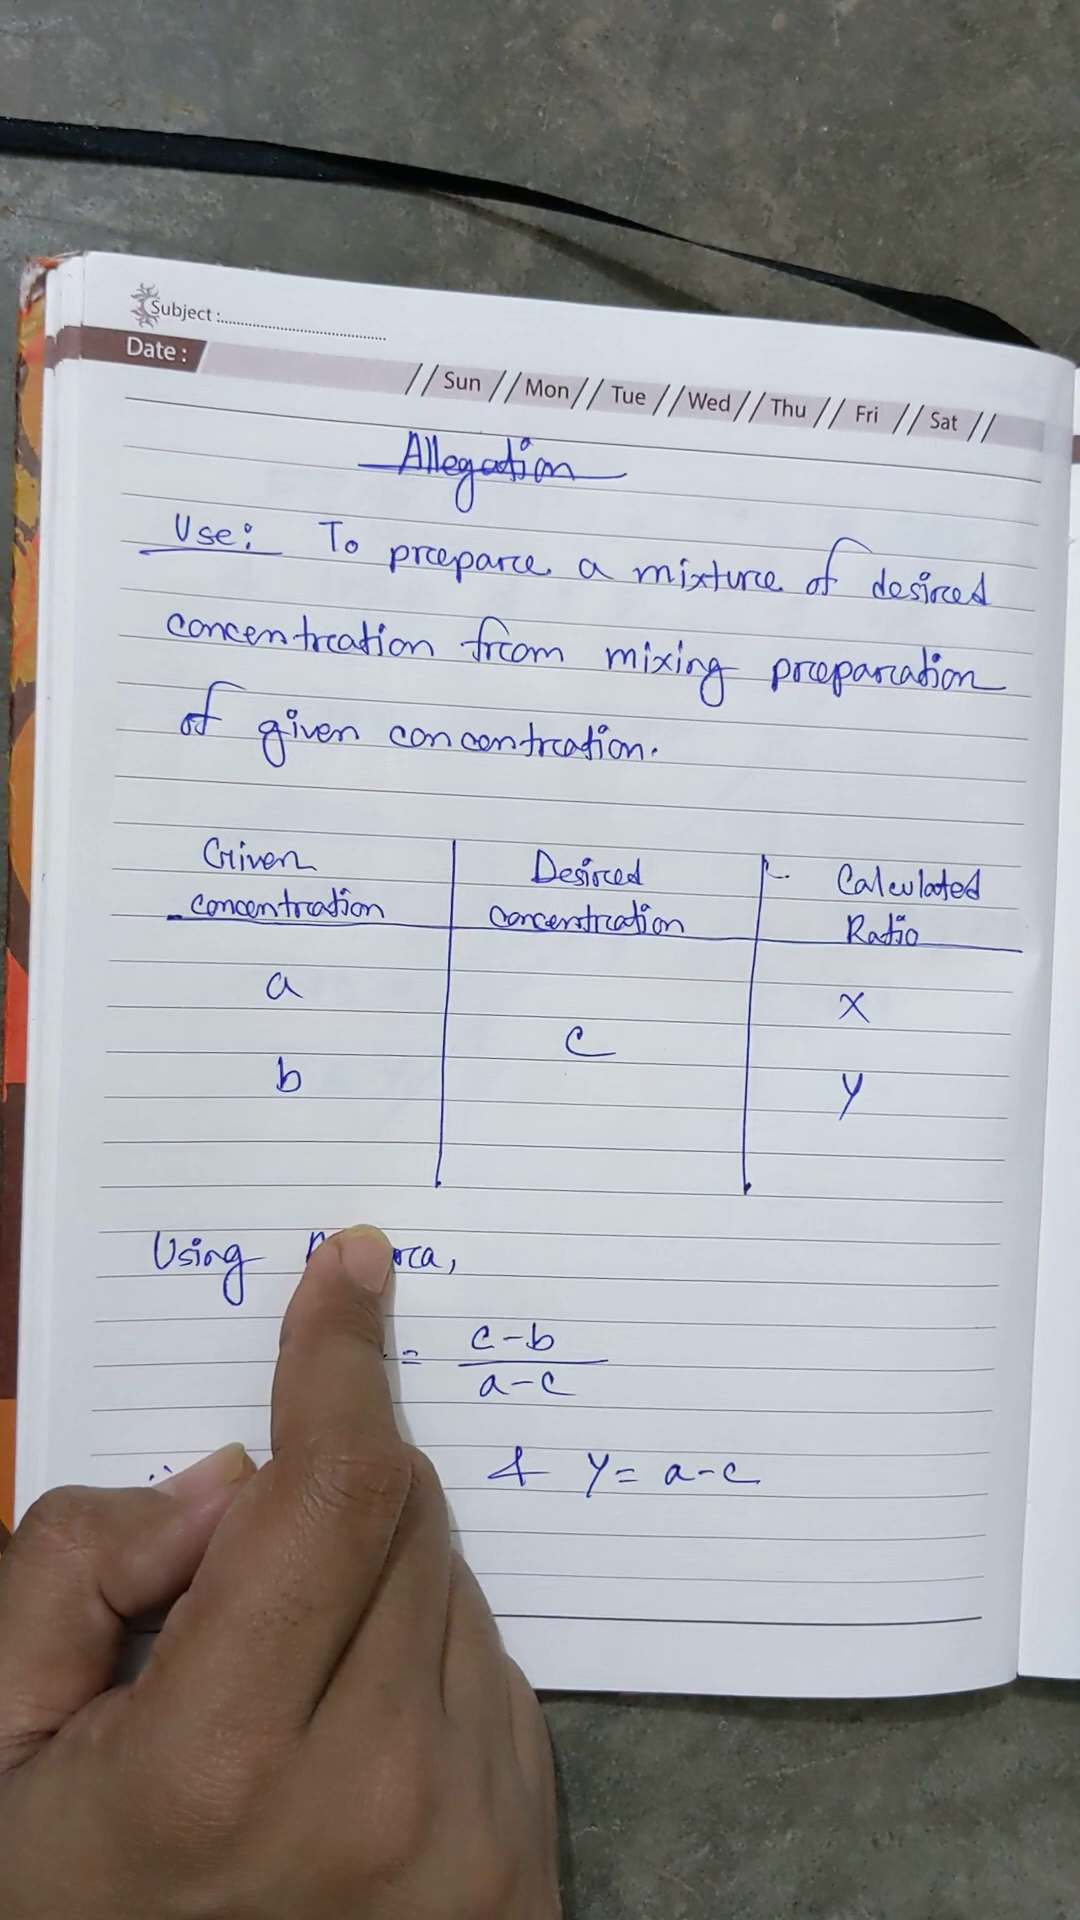 Subject :
Date :
// Sun // Mon // Tue // Wed // Thu // Fri // Sat //
Allegation
Use: To prepare a mixture of desired
concentration from mixing preparation
of given concentration.
Given concentration | Desired concentration | Calculated Ratio
a x
c
b y
Using
= c-b
a-c
∴ & y = a-c